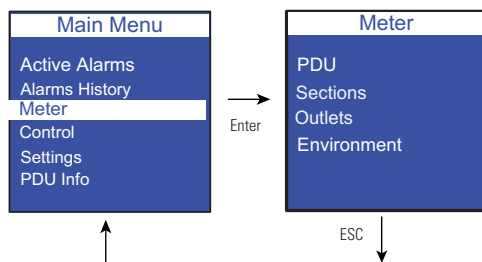 Main Menu
Active Alarms
Alarms History
Meter
Control
Settings
PDU Info
Enter
Meter
PDU
Sections
Outlets
Environment
ESC